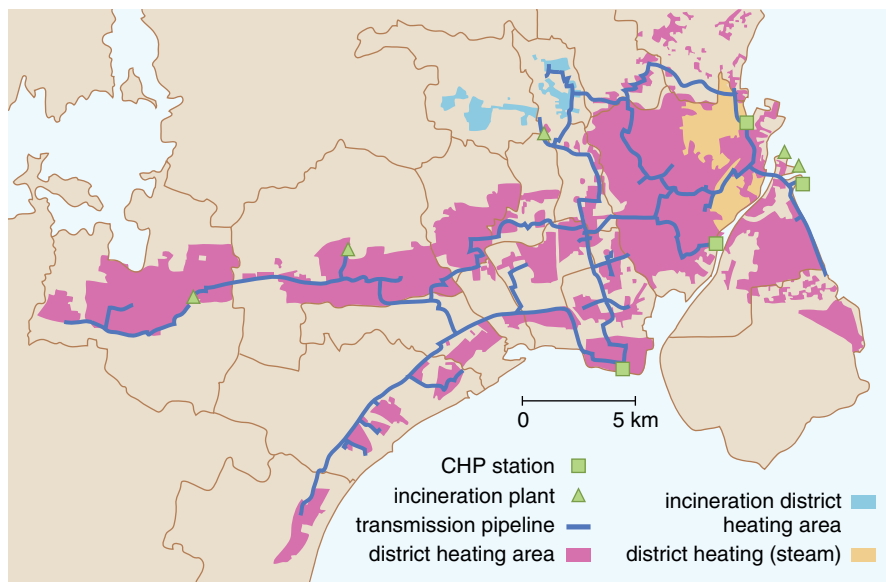 0 5 km
CHP station
incineration plant
transmission pipeline
district heating area
incineration district
heating area
district heating (steam)